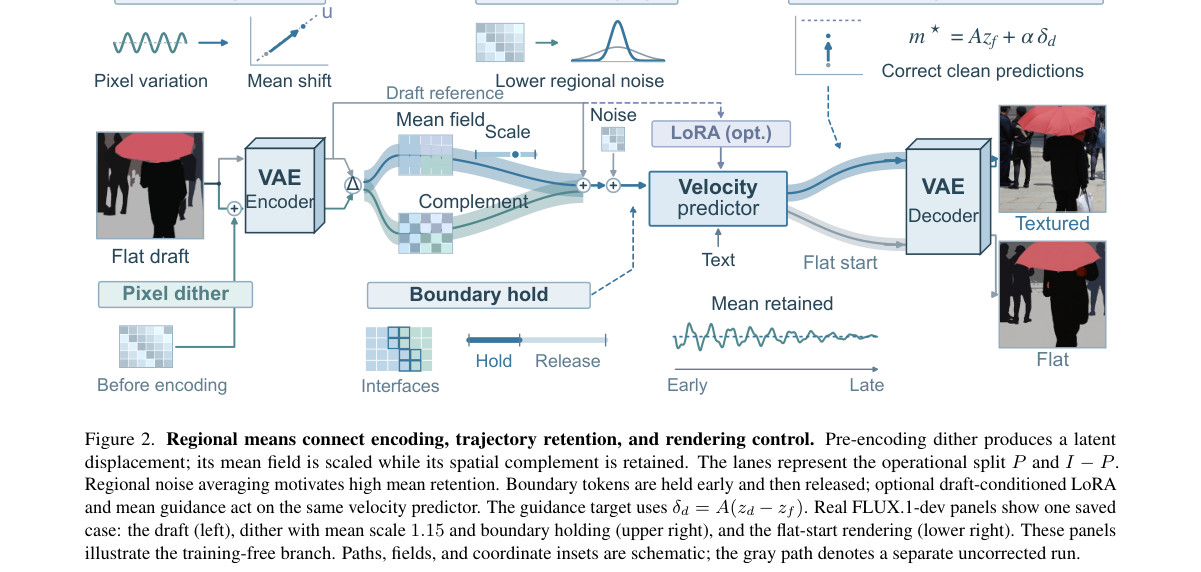 u
Pixel variation
Mean shift
Lower regional noise
m⋆ = Az_f + α δ_d
Correct clean predictions
Draft reference
Mean field
Scale
Noise
LoRA (opt.)
VAE
Encoder
Δ
+
+
+
Complement
Velocity
predictor
VAE
Decoder
Textured
Flat draft
Text
Flat start
Pixel dither
Boundary hold
Mean retained
Hold
Release
Flat
Before encoding
Interfaces
Early
Late
Figure 2. Regional means connect encoding, trajectory retention, and rendering control. Pre-encoding dither produces a latent
displacement; its mean field is scaled while its spatial complement is retained. The lanes represent the operational split P and I − P.
Regional noise averaging motivates high mean retention. Boundary tokens are held early and then released; optional draft-conditioned LoRA
and mean guidance act on the same velocity predictor. The guidance target uses δ_d = A(z_d − z_f). Real FLUX.1-dev panels show one saved
case: the draft (left), dither with mean scale 1.15 and boundary holding (upper right), and the flat-start rendering (lower right). These panels
illustrate the training-free branch. Paths, fields, and coordinate insets are schematic; the gray path denotes a separate uncorrected run.